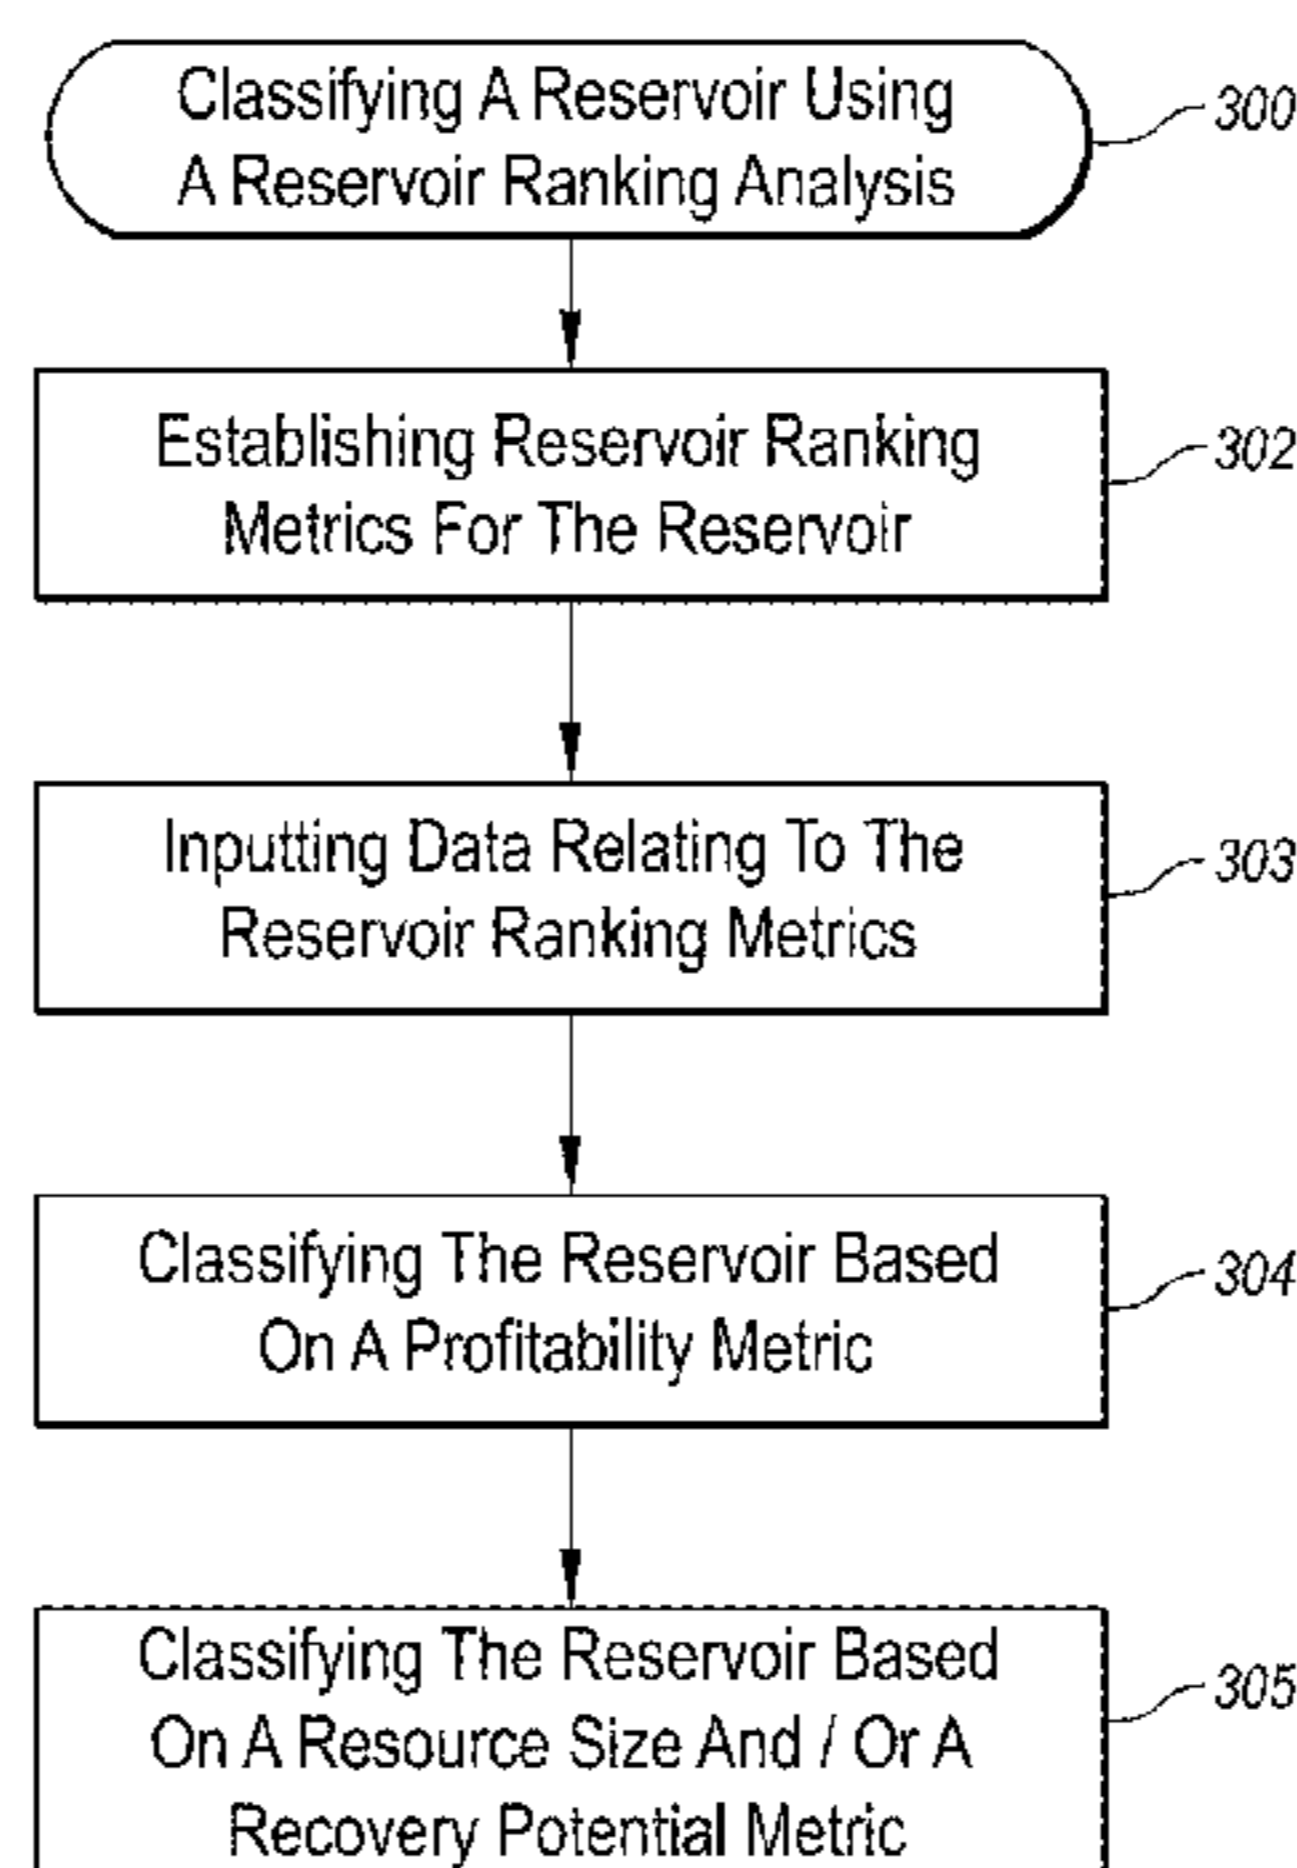 Classifying A Reservoir Using
A Reservoir Ranking Analysis
300
Establishing Reservoir Ranking
Metrics For The Reservoir
302
Inputting Data Relating To The
Reservoir Ranking Metrics
303
Classifying The Reservoir Based
On A Profitability Metric
304
Classifying The Reservoir Based
On A Resource Size And / Or A
Recovery Potential Metric
305